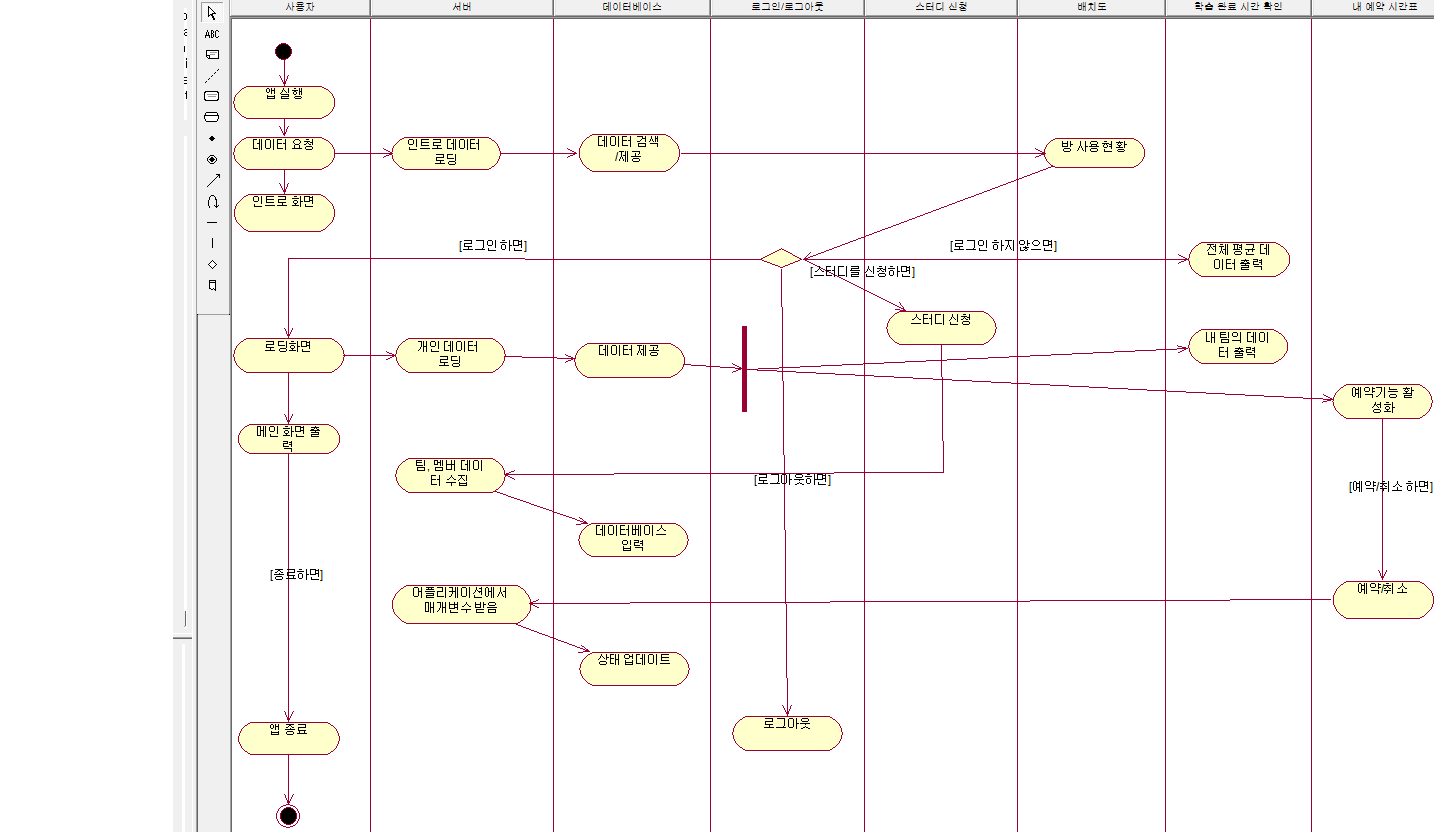 사용자
서버
데이터베이스
로그인/로그아웃
스터디 신청
배치도
학습 완료 시간 확인
내 예약 시간표
ABC
앱 실행
데이터 요청
인트로 데이터
로딩
데이터 검색
/제공
방 사용현황
인트로 화면
[로그인 하면]
[로그인 하지 않으면]
전체 평균 데
이터 출력
[스터디를 신청하면]
스터디 신청
로딩화면
개인 데이터
로딩
데이터 제공
내 팀의 데이
터 출력
예약기능 활
성화
메인 화면 출
력
팀, 멤버 데이
터 수집
[로그아웃하면]
[예약/취소 하면]
데이터베이스
입력
[종료하면]
어플리케이션에서
매개변수 받음
예약/취소
상태 업데이트
앱 종료
로그아웃